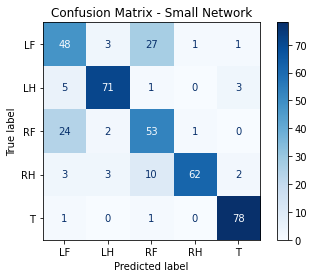 Confusion Matrix - Small Network
LF 48 3 27 1 1
LH 5 71 1 0 3
RF 24 2 53 1 0
RH 3 3 10 62 2
T 1 0 1 0 78
LF LH RF RH T
True label
Predicted label
70
60
50
40
30
20
10
0